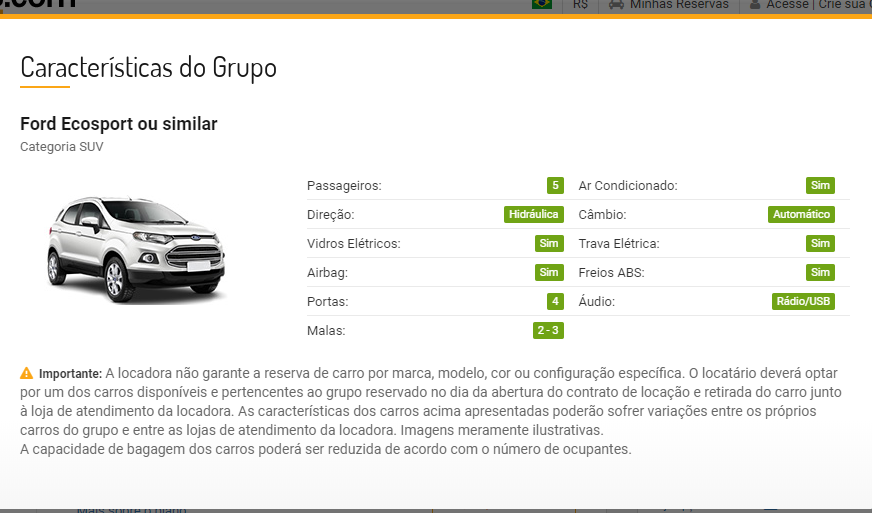 .com
R$ Minhas Reservas Acesse | Crie sua
Características do Grupo
Ford Ecosport ou similar
Categoria SUV
Passageiros: 5 Ar Condicionado: Sim
Direção: Hidráulica Câmbio: Automático
Vidros Elétricos: Sim Trava Elétrica: Sim
Airbag: Sim Freios ABS: Sim
Portas: 4 Áudio: Rádio/USB
Malas: 2 - 3
Importante: A locadora não garante a reserva de carro por marca, modelo, cor ou configuração específica. O locatário deverá optar
por um dos carros disponíveis e pertencentes ao grupo reservado no dia da abertura do contrato de locação e retirada do carro junto
à loja de atendimento da locadora. As características dos carros acima apresentadas poderão sofrer variações entre os próprios
carros do grupo e entre as lojas de atendimento da locadora. Imagens meramente ilustrativas.
A capacidade de bagagem dos carros poderá ser reduzida de acordo com o número de ocupantes.
Mais sobre o plano